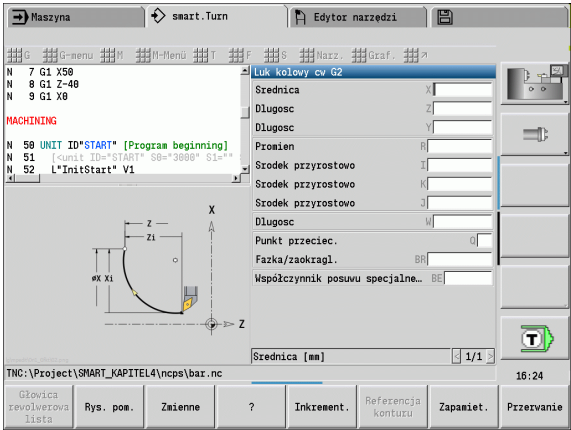 Maszyna
smart.Turn
Edytor narzędzi
G G-menu M M-Menü T F S Narz. Graf.
N 7 G1 X50
N 8 G1 Z-40
N 9 G1 X0
MACHINING
N 50 UNIT ID"START" [Program beginning]
N 51 [<unit ID="START" S0="3000" S1=""
N 52 L"InitStart" V1
Luk kolowy cw G2
Srednica X
Dlugosc Z
Dlugosc Y
Promien R
Srodek przyrostowo I
Srodek przyrostowo K
Srodek przyrostowo J
Dlugosc W
Punkt przeciec. Q
Fazka/zaokragl. BR
Współczynnik posuwu specjalne… BE
X
Z
Zi
øX Xi
Z
Srednica [mm]
1/1
T
TNC:\Project\SMART_KAPITEL4\ncps\bar.nc
16:24
Głowica rewolwerowa lista
Rys. pom.
Zmienne
?
Inkrement.
Referencja konturu
Zapamiet.
Przerwanie